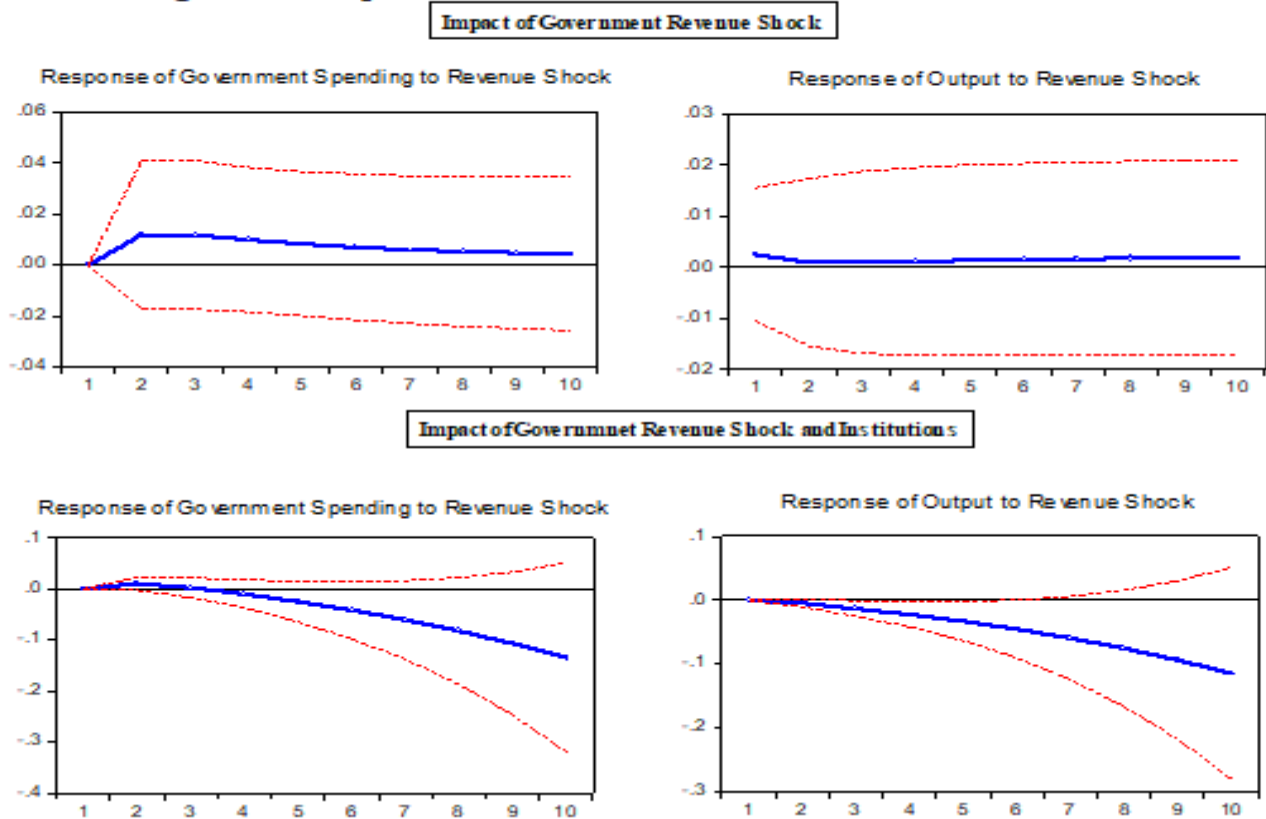 Impact of Government Revenue Shock
Response of Government Spending to Revenue Shock
.06
.04
.02
.00
-.02
-.04
1 2 3 4 5 6 7 8 9 10
Response of Output to Revenue Shock
.03
.02
.01
.00
-.01
-.02
1 2 3 4 5 6 7 8 9 10
Impact of Governmnet Revenue Shock and Institutions
Response of Government Spending to Revenue Shock
.1
.0
-.1
-.2
-.3
-.4
1 2 3 4 5 6 7 8 9 10
Response of Output to Revenue Shock
.1
.0
-.1
-.2
-.3
1 2 3 4 5 6 7 8 9 10